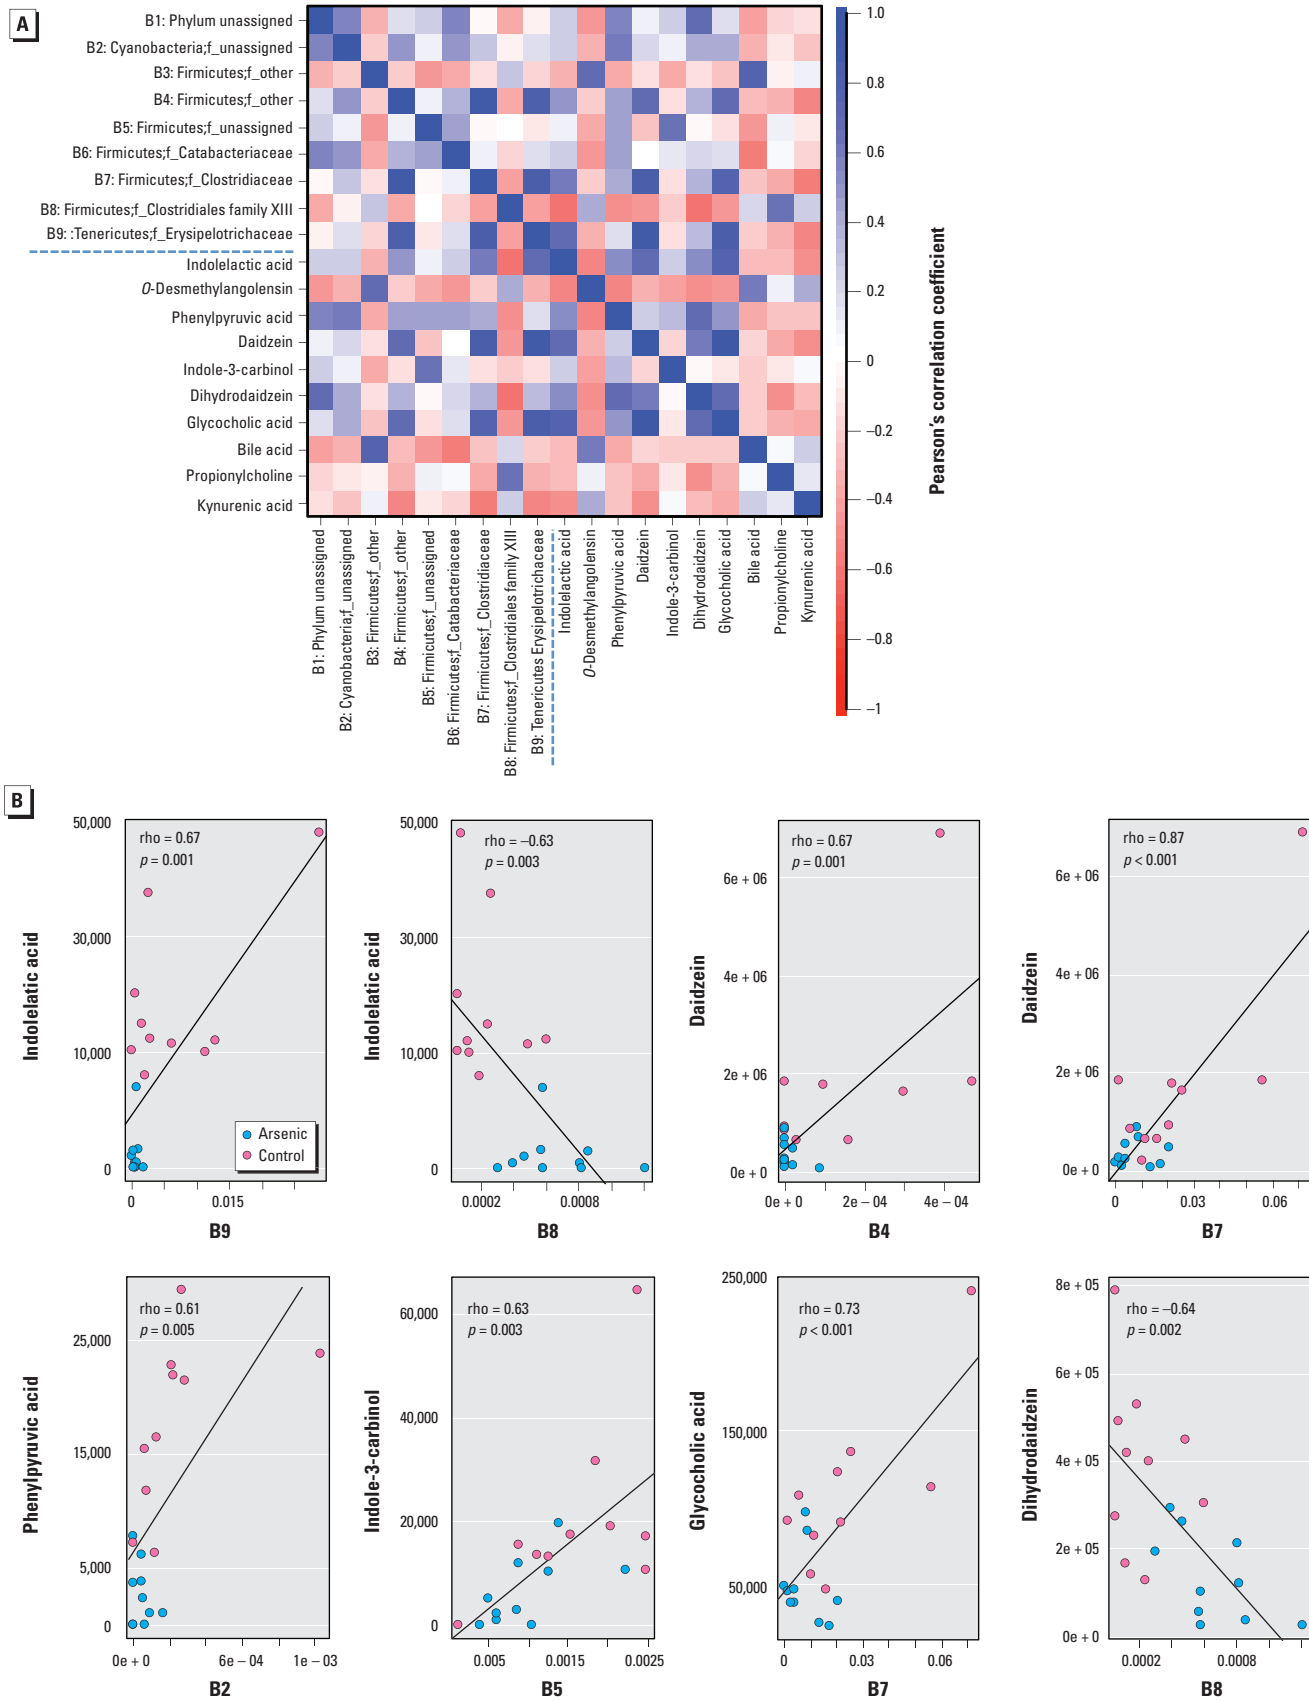 A
B1: Phylum unassigned
B2: Cyanobacteria;f_unassigned
B3: Firmicutes;f_other
B4: Firmicutes;f_other
B5: Firmicutes;f_unassigned
B6: Firmicutes;f_Catabacteriaceae
B7: Firmicutes;f_Clostridiaceae
B8: Firmicutes;f_Clostridiales family XIII
B9: :Tenericutes;f_Erysipelotrichaceae
Indolelactic acid
O-Desmethylangolensin
Phenylpyruvic acid
Daidzein
Indole-3-carbinol
Dihydrodaidzein
Glycocholic acid
Bile acid
Propionylcholine
Kynurenic acid
B1: Phylum unassigned
B2: Cyanobacteria;f_unassigned
B3: Firmicutes;f_other
B4: Firmicutes;f_other
B5: Firmicutes;f_unassigned
B6: Firmicutes;f_Catabacteriaceae
B7: Firmicutes;f_Clostridiaceae
B8: Firmicutes;f_Clostridiales family XIII
B9: Tenericutes Erysipelotrichaceae
Indolelactic acid
O-Desmethylangolensin
Phenylpyruvic acid
Daidzein
Indole-3-carbinol
Dihydrodaidzein
Glycocholic acid
Bile acid
Propionylcholine
Kynurenic acid
1.0
0.8
0.6
0.4
0.2
0
−0.2
−0.4
−0.6
−0.8
−1
Pearson's correlation coefficient
B
Indolelatic acid
50,000
30,000
10,000
0
rho = 0.67
p = 0.001
Arsenic
Control
0
0.015
B9
Indolelatic acid
50,000
30,000
10,000
0
rho = −0.63
p = 0.003
0.0002
0.0008
B8
Daidzein
6e + 06
4e + 06
2e + 06
0e + 0
rho = 0.67
p = 0.001
0e + 0
2e − 04
4e − 04
B4
Daidzein
6e + 06
4e + 06
2e + 06
0e + 0
rho = 0.87
p < 0.001
0
0.03
0.06
B7
Phenylpyruvic acid
25,000
15,000
5,000
0
rho = 0.61
p = 0.005
0e + 0
6e − 04
1e − 03
B2
Indole-3-carbinol
60,000
40,000
20,000
0
rho = 0.63
p = 0.003
0.005
0.0015
0.0025
B5
Glycocholic acid
250,000
150,000
50,000
rho = 0.73
p < 0.001
0
0.03
0.06
B7
Dihydrodaidzein
8e + 05
6e + 05
4e + 05
2e + 05
0e + 0
rho = −0.64
p = 0.002
0.0002
0.0008
B8